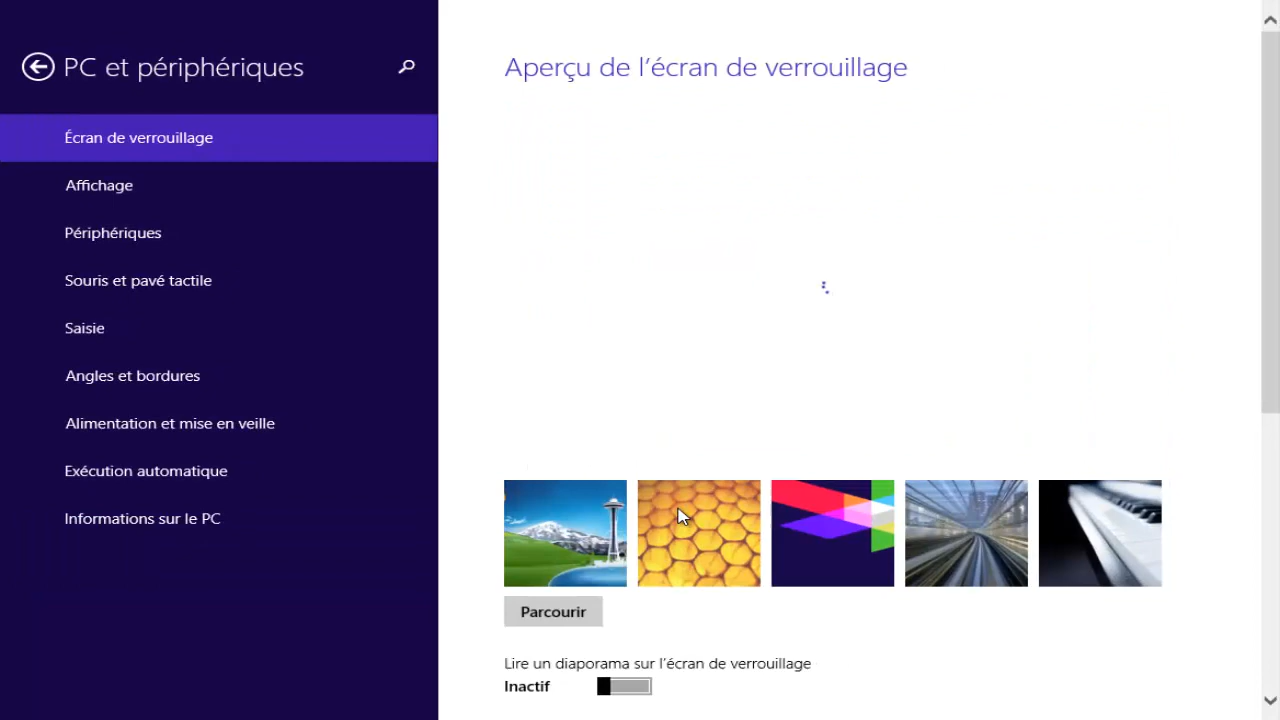 PC et périphériques
Écran de verrouillage
Affichage
Périphériques
Souris et pavé tactile
Saisie
Angles et bordures
Alimentation et mise en veille
Exécution automatique
Informations sur le PC
Aperçu de l’écran de verrouillage
Parcourir
Lire un diaporama sur l’écran de verrouillage
Inactif